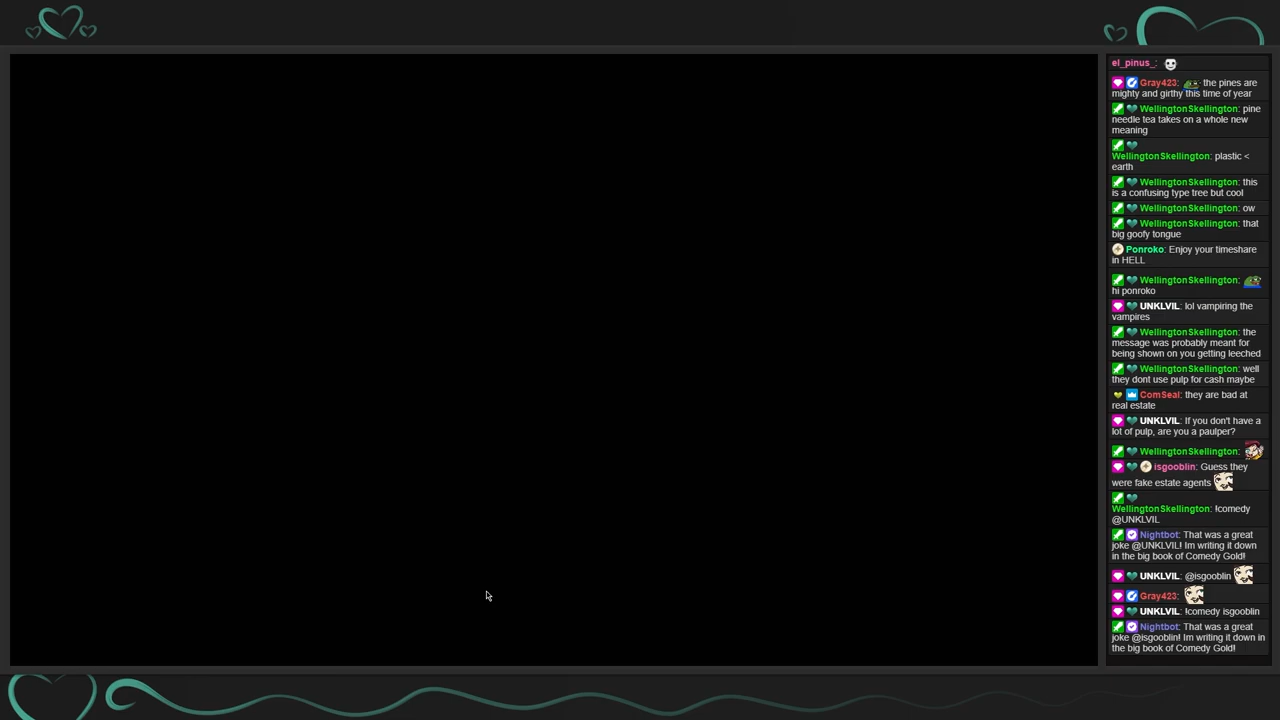 el_pinus_:
Gray423: the pines are
mighty and girthy this time of year
WellingtonSkellington: pine
needle tea takes on a whole new
meaning
WellingtonSkellington: plastic <
earth
WellingtonSkellington: this
is a confusing type tree but cool
WellingtonSkellington: ow
WellingtonSkellington: that
big goofy tongue
Ponroko: Enjoy your timeshare
in HELL
WellingtonSkellington:
hi ponroko
UNKLVIL: lol vampiring the
vampires
WellingtonSkellington: the
message was probably meant for
being shown on you getting leeched
WellingtonSkellington: well
they dont use pulp for cash maybe
ComSeal: they are bad at
real estate
UNKLVIL: If you don't have a
lot of pulp, are you a paulper?
WellingtonSkellington:
isgooblin: Guess they
were fake estate agents
WellingtonSkellington: !comedy
@UNKLVIL
Nightbot: That was a great
joke @UNKLVIL! Im writing it down
in the big book of Comedy Gold!
UNKLVIL: @isgooblin
Gray423:
UNKLVIL: !comedy isgooblin
Nightbot: That was a great
joke @isgooblin! Im writing it down in
the big book of Comedy Gold!